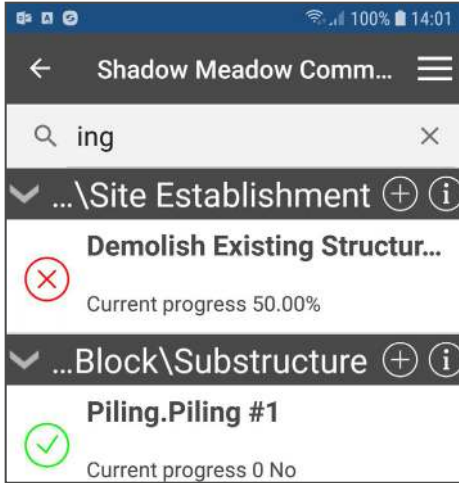 100% 14:01
Shadow Meadow Comm...
ing
...\Site Establishment
Demolish Existing Structur...
Current progress 50.00%
...Block\Substructure
Piling.Piling #1
Current progress 0 No